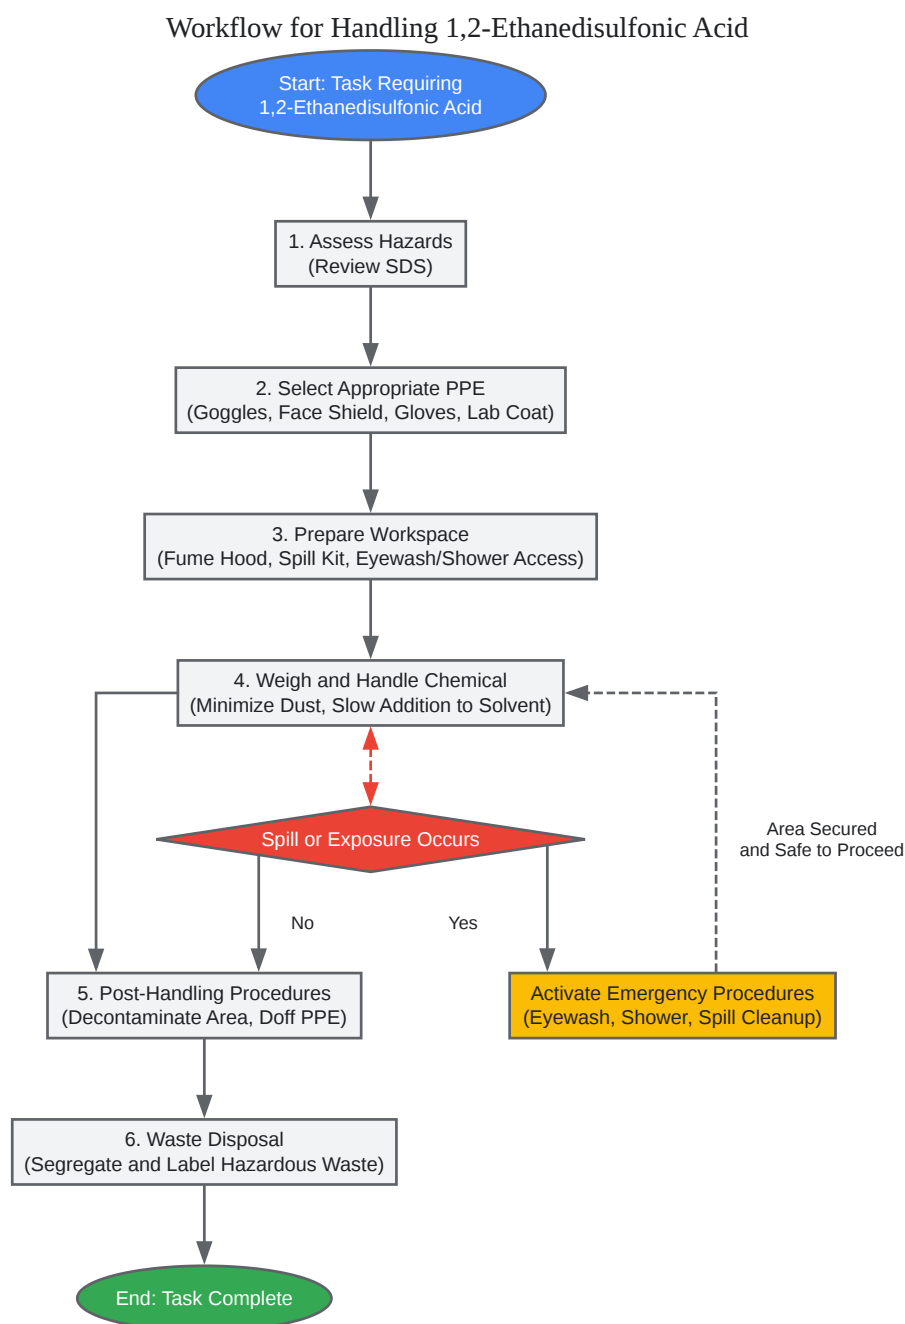 Workflow for Handling 1,2-Ethanedisulfonic Acid
Start: Task Requiring
1,2-Ethanedisulfonic Acid
1. Assess Hazards
(Review SDS)
2. Select Appropriate PPE
(Goggles, Face Shield, Gloves, Lab Coat)
3. Prepare Workspace
(Fume Hood, Spill Kit, Eyewash/Shower Access)
4. Weigh and Handle Chemical
(Minimize Dust, Slow Addition to Solvent)
Spill or Exposure Occurs
Area Secured
and Safe to Proceed
No
Yes
5. Post-Handling Procedures
(Decontaminate Area, Doff PPE)
Activate Emergency Procedures
(Eyewash, Shower, Spill Cleanup)
6. Waste Disposal
(Segregate and Label Hazardous Waste)
End: Task Complete